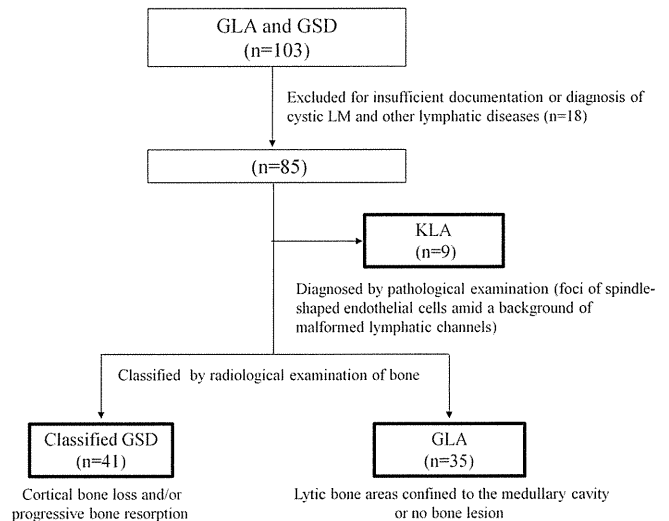 GLA and GSD
(n=103)
Excluded for insufficient documentation or diagnosis of
cystic LM and other lymphatic diseases (n=18)
(n=85)
KLA
(n=9)
Diagnosed by pathological examination (foci of spindle-
shaped endothelial cells amid a background of
malformed lymphatic channels)
Classified by radiological examination of bone
Classified GSD
(n=41)
GLA
(n=35)
Cortical bone loss and/or
progressive bone resorption
Lytic bone areas confined to the medullary cavity
or no bone lesion